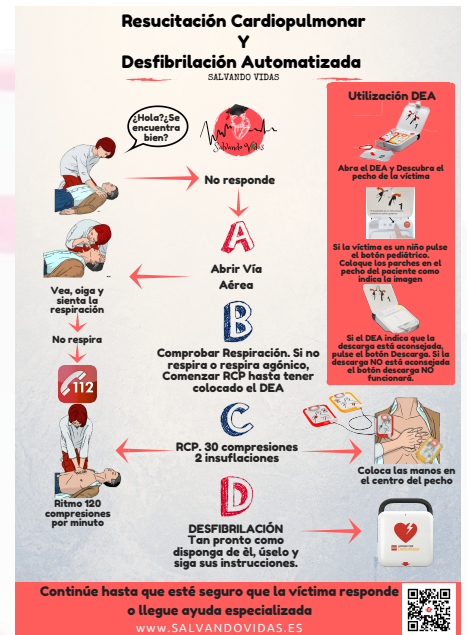 Resucitación Cardiopulmonar
Y
Desfibrilación Automatizada
SALVANDO VIDAS
¿Hola?¿Se
encuentra
bien?
Salvando Vidas
No responde
A
Abrir Vía
Aérea
Vea, oiga y
sienta la
respiración
No respira
112
B
Comprobar Respiración. Si no
respira o respira agónico,
Comenzar RCP hasta tener
colocado el DEA
C
RCP. 30 compresiones
2 insuflaciones
Ritmo 120
compresiones
por minuto
Coloca las manos en
el centro del pecho
D
DESFIBRILACIÓN
Tan pronto como
disponga de èl, úselo y
siga sus instrucciones.
Utilización DEA
Abra el DEA y Descubra el
pecho de la víctima
1
Si la víctima es un niño pulse
el botón pediátrico.
Coloque los parches en el
pecho del paciente como
indica la imagen
Si el DEA indica que la
descarga está aconsejada,
pulse el botón Descarga. Si la
descarga NO está aconsejada
el botón descarga NO
funcionará.
Continúe hasta que esté seguro que la víctima responde
o llegue ayuda especializada
WWW.SALVANDOVIDAS.ES